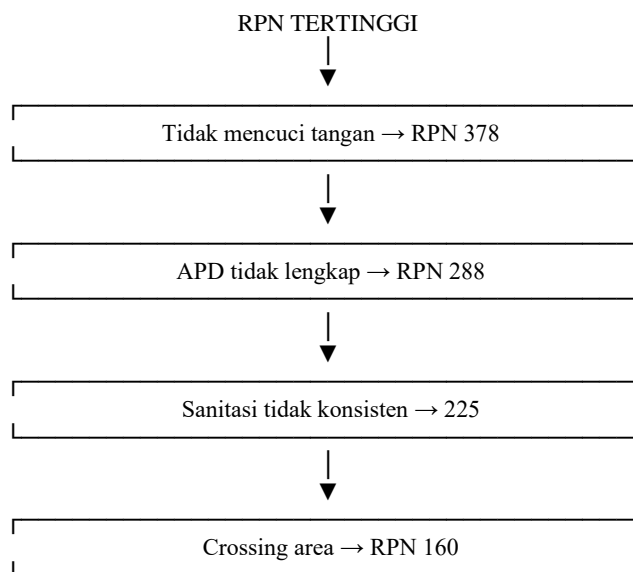 RPN TERTINGGI
Tidak mencuci tangan → RPN 378
APD tidak lengkap → RPN 288
Sanitasi tidak konsisten → 225
Crossing area → RPN 160